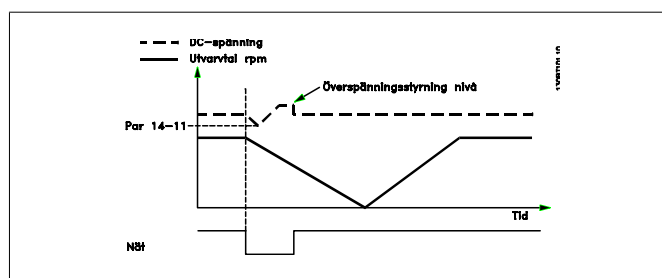 DC-spänning
Utvarvtal rpm
Överspänningsstyrning nivå
Par 14-11
Tid
Nät